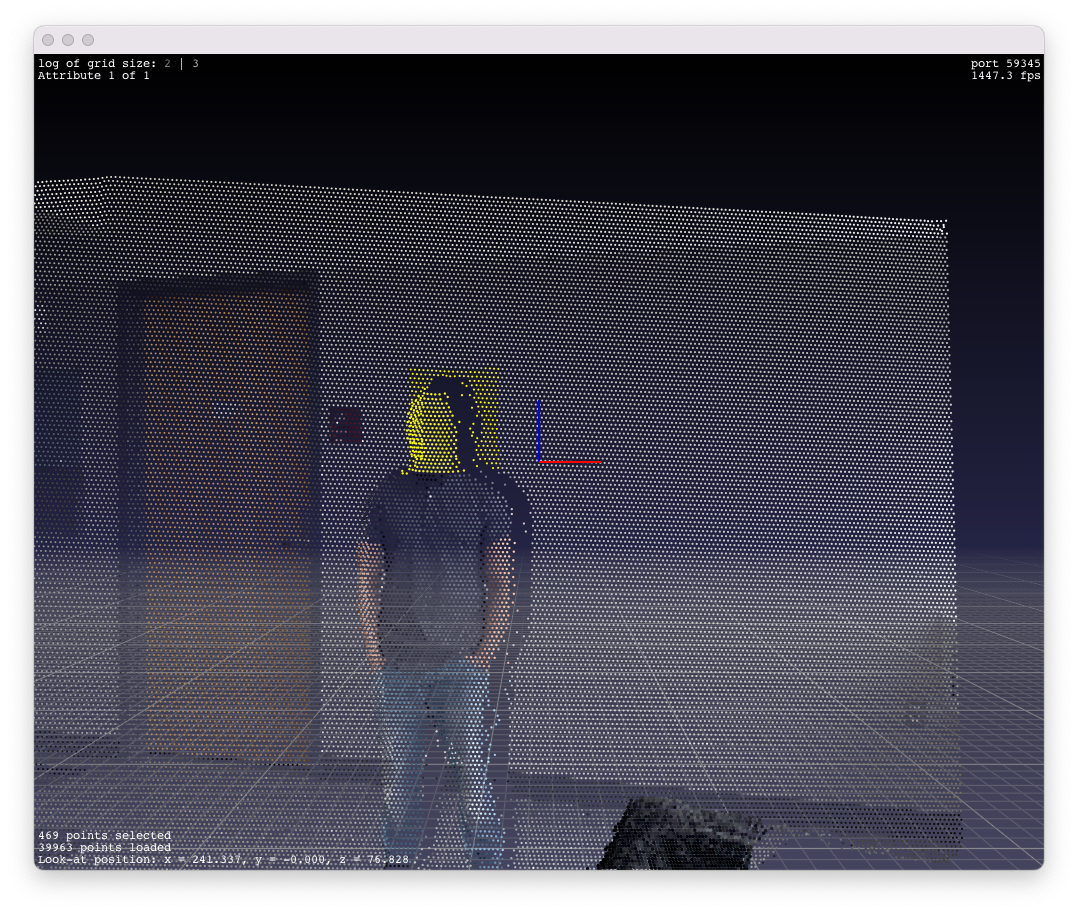 log of grid size: 2 | 3
Attribute 1 of 1
port 59345
1447.3 fps
469 points selected
39963 points loaded
Look-at position: x = 241.337, y = -0.000, z = 76.828